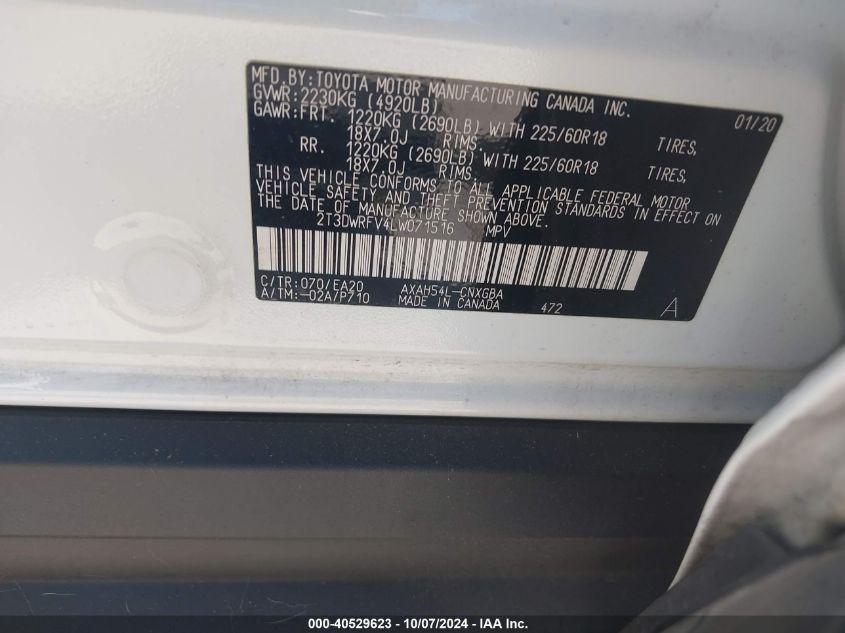 MFD.BY:TOYOTA MOTOR MANUFACTURING CANADA INC.
GVWR:2230KG (4920LB) 01/20
GAWR:FRT. 1220KG (2690LB) WITH 225/60R18 TIRES,
18X7.0J RIMS.
RR. 1220KG (2690LB) WITH 225/60R18 TIRES,
18X7.0J RIMS.
THIS VEHICLE CONFORMS TO ALL APPLICABLE FEDERAL MOTOR
VEHICLE SAFETY AND THEFT PREVENTION STANDARDS IN EFFECT ON
THE DATE OF MANUFACTURE SHOWN ABOVE.
2T3DWRFV4LW071516 MPV
C/TR:070/EA20 AXAH54L-CNXGBA
A/TM:-02A/P710 MADE IN CANADA 472 A
000-40529623 - 10/07/2024 - IAA Inc.